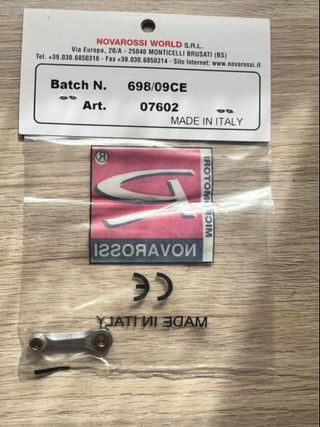 NOVAROSSI WORLD S.R.L.
Via Europa, 20/A - 25040 MONTICELLI BRUSATI (BS)
Tel. +39.030.6850316 - Fax +39.030.6850314 - Sito Internet: www.novarossi.it
Batch N. 698/09CE
Art. 07602
MADE IN ITALY
®
MICROMOTORI
NOVAROSSI
CE
MADE IN ITALY